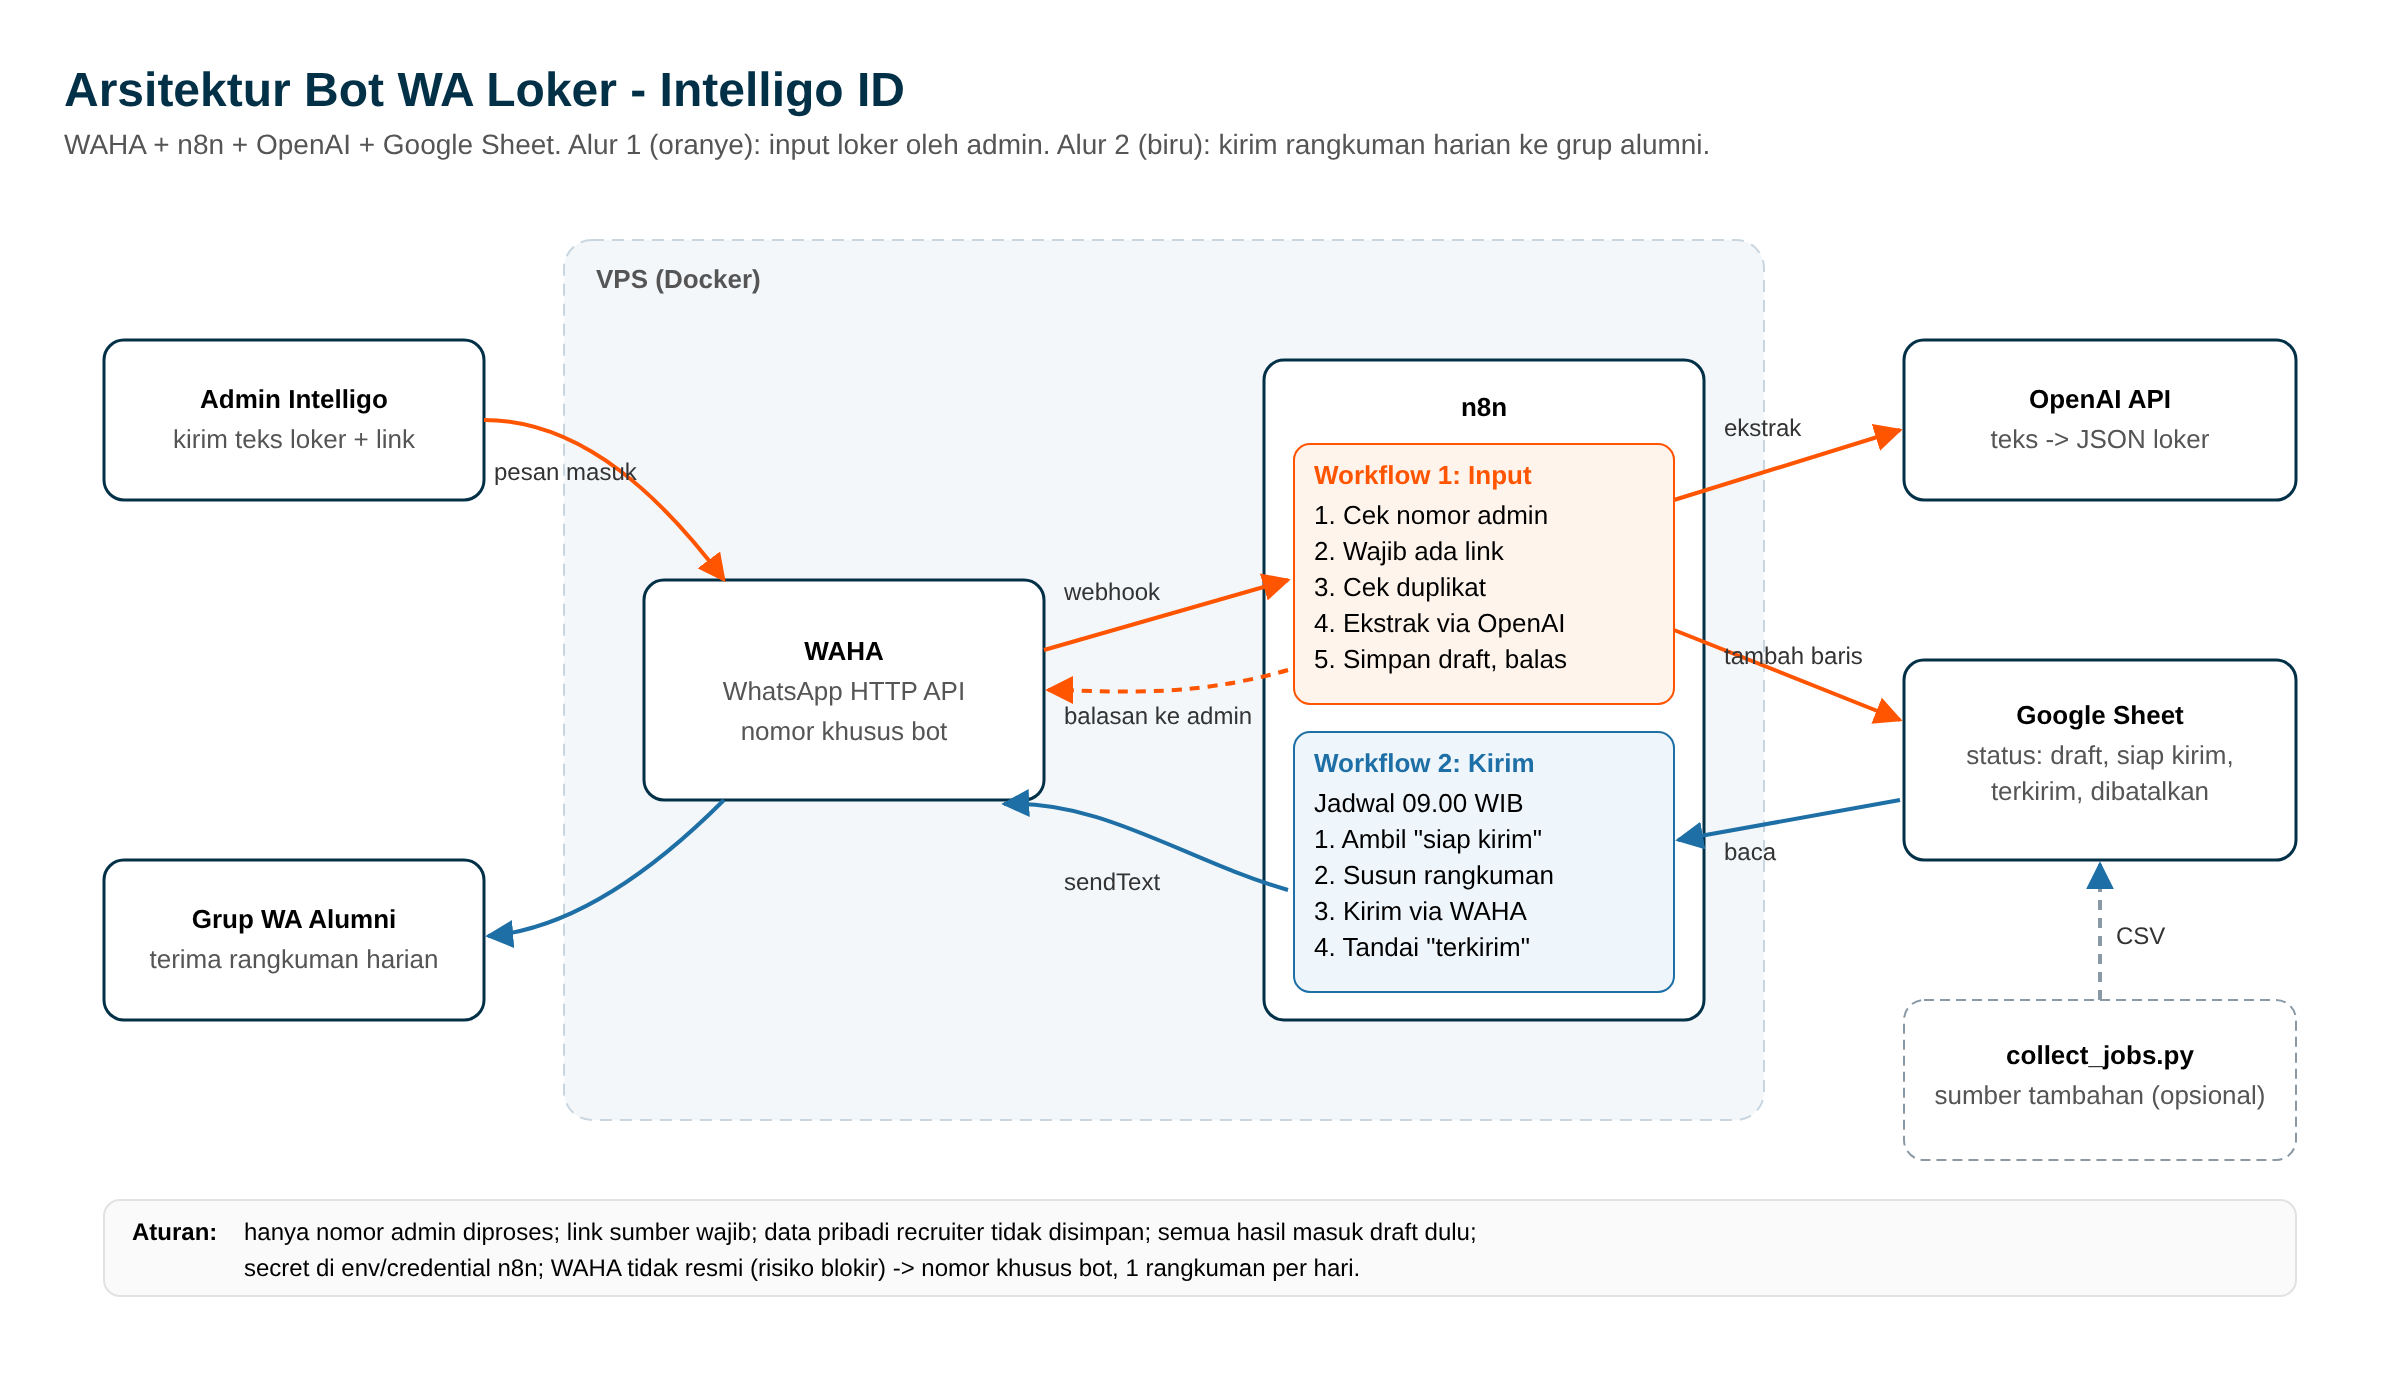 Arsitektur Bot WA Loker - Intelligo ID
WAHA + n8n + OpenAI + Google Sheet. Alur 1 (oranye): input loker oleh admin. Alur 2 (biru): kirim rangkuman harian ke grup alumni.
VPS (Docker)
Admin Intelligo
kirim teks loker + link
pesan masuk
WAHA
WhatsApp HTTP API
nomor khusus bot
Grup WA Alumni
terima rangkuman harian
webhook
balasan ke admin
sendText
n8n
Workflow 1: Input
1. Cek nomor admin
2. Wajib ada link
3. Cek duplikat
4. Ekstrak via OpenAI
5. Simpan draft, balas
Workflow 2: Kirim
Jadwal 09.00 WIB
1. Ambil "siap kirim"
2. Susun rangkuman
3. Kirim via WAHA
4. Tandai "terkirim"
ekstrak
tambah baris
baca
OpenAI API
teks -> JSON loker
Google Sheet
status: draft, siap kirim,
terkirim, dibatalkan
CSV
collect_jobs.py
sumber tambahan (opsional)
Aturan: hanya nomor admin diproses; link sumber wajib; data pribadi recruiter tidak disimpan; semua hasil masuk draft dulu;
secret di env/credential n8n; WAHA tidak resmi (risiko blokir) -> nomor khusus bot, 1 rangkuman per hari.